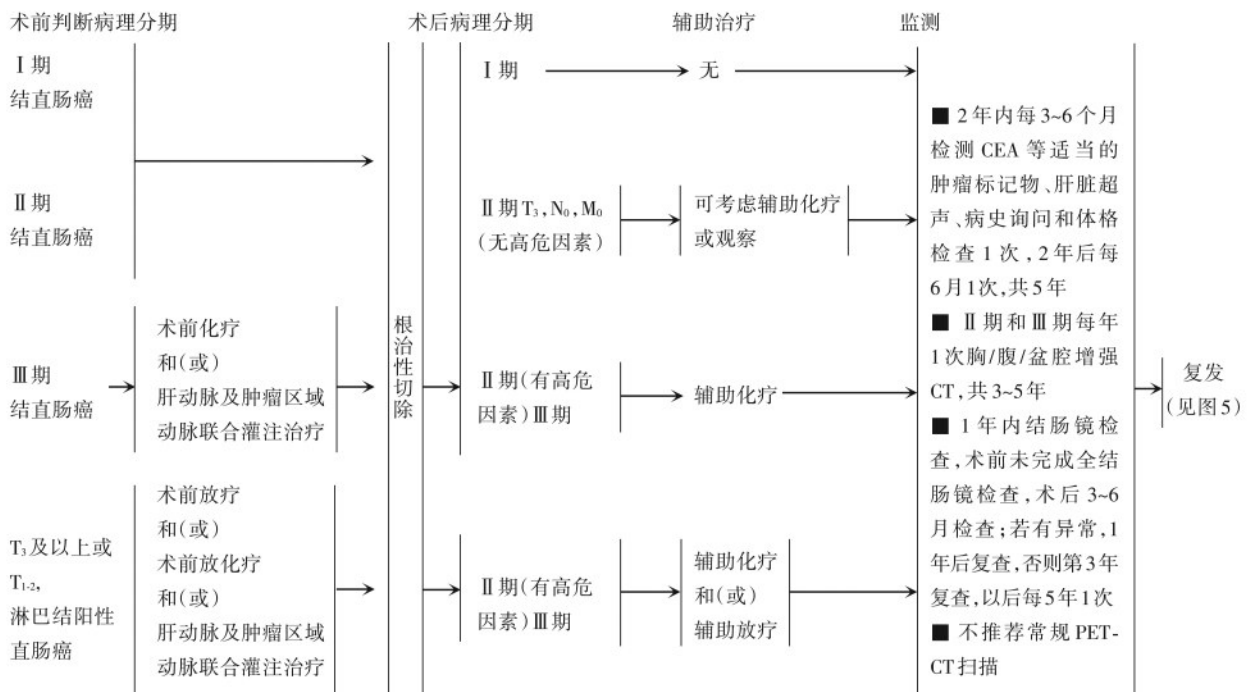 术前判断病理分期
术后病理分期
辅助治疗
监测
Ⅰ期
结直肠癌
Ⅱ期
结直肠癌
Ⅲ期
结直肠癌
术前化疗
和(或)
肝动脉及肿瘤区域
动脉联合灌注治疗
T₃及以上或
T₁₋₂,
淋巴结阳性
直肠癌
术前放疗
和(或)
术前放化疗
和(或)
肝动脉及肿瘤区域
动脉联合灌注治疗
根治性切除
Ⅰ期
无
Ⅱ期T₃,N₀,M₀
(无高危因素)
可考虑辅助化疗
或观察
Ⅱ期(有高危
因素)Ⅲ期
辅助化疗
Ⅱ期(有高危
因素)Ⅲ期
辅助化疗
和(或)
辅助放疗
■ 2年内每3~6个月
检测CEA等适当的
肿瘤标记物、肝脏超
声、病史询问和体格
检查1次,2年后每
6月1次,共5年
■ Ⅱ期和Ⅲ期每年
1次胸/腹/盆腔增强
CT,共3~5年
■ 1年内结肠镜检
查,术前未完成全结
肠镜检查,术后3~6
月检查;若有异常,1
年后复查,否则第3年
复查,以后每5年1次
■ 不推荐常规PET-
CT扫描
复发
(见图5)